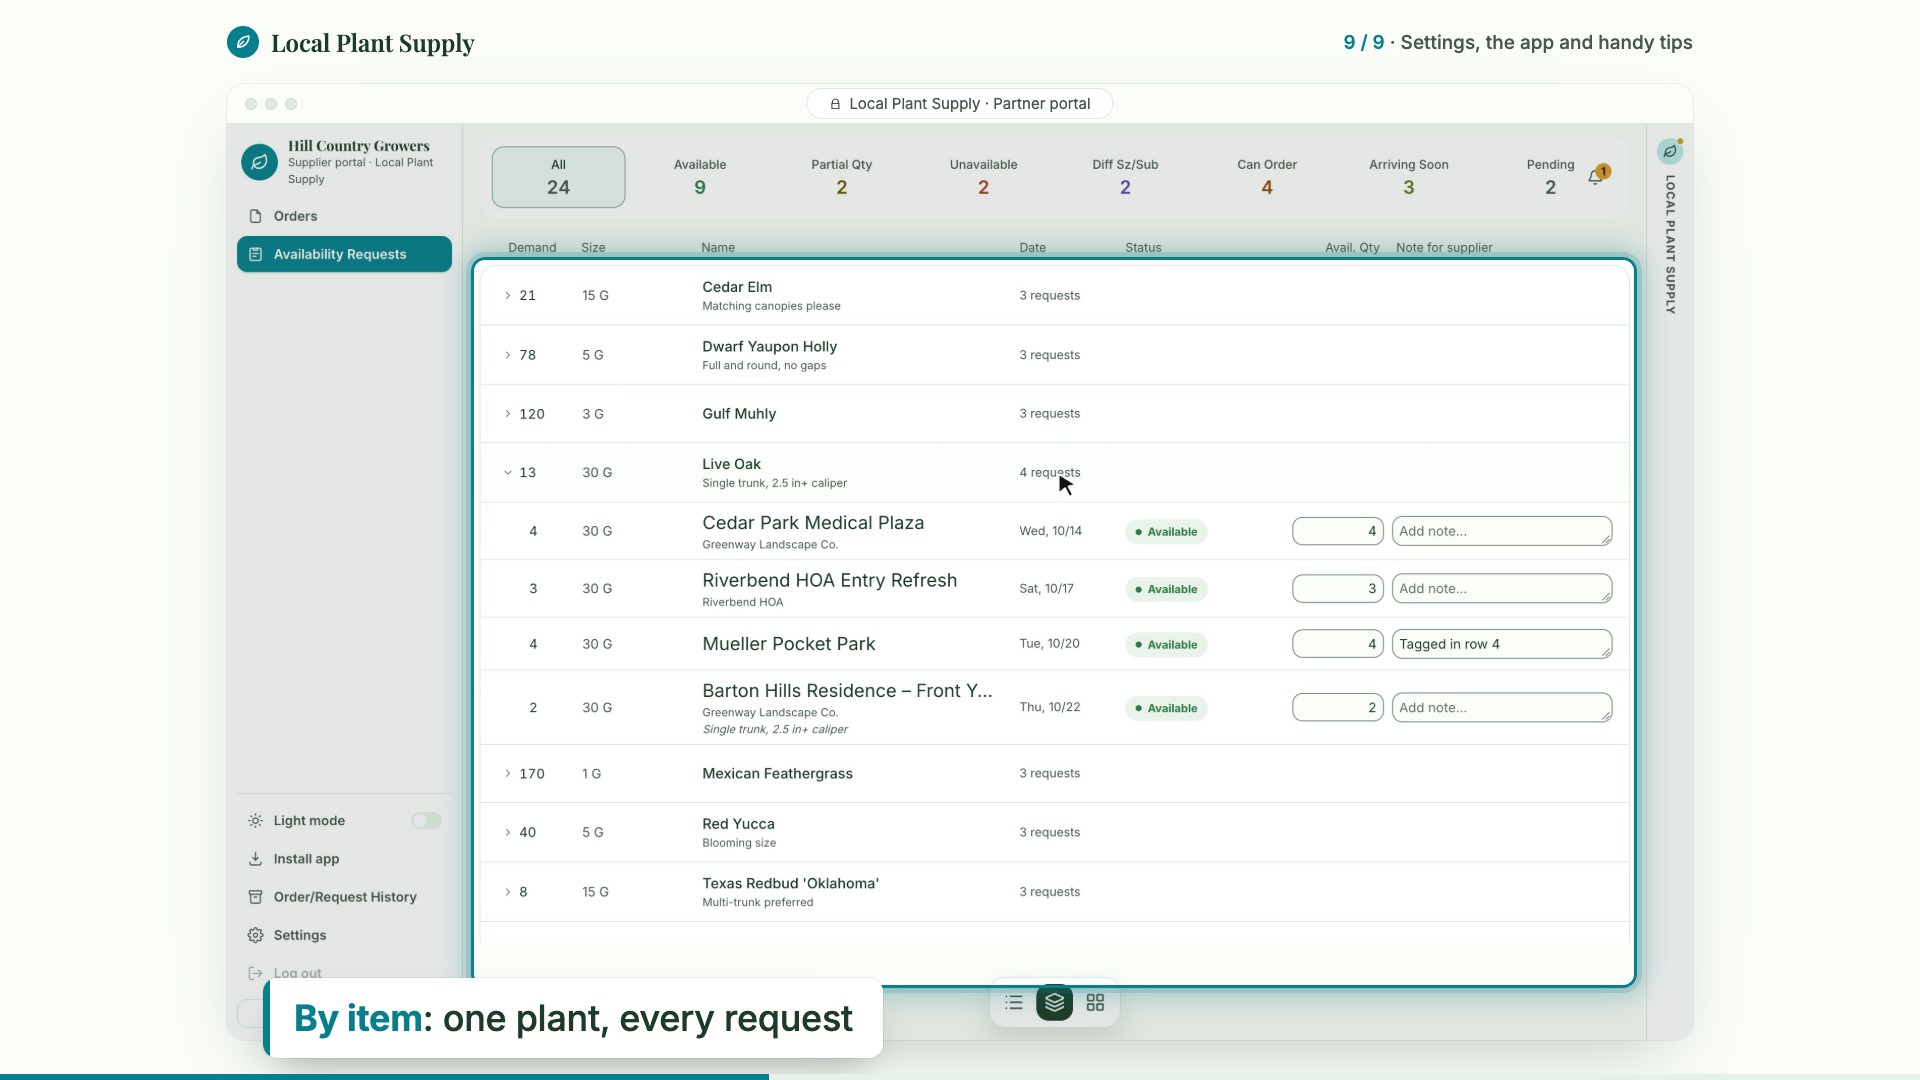 Local Plant Supply
9 / 9 · Settings, the app and handy tips
Local Plant Supply · Partner portal
Hill Country Growers
Supplier portal · Local Plant
Supply
Orders
Availability Requests
Light mode
Install app
Order/Request History
Settings
Log out
All
24
Available
9
Partial Qty
2
Unavailable
2
Diff Sz/Sub
2
Can Order
4
Arriving Soon
3
Pending
2
1
LOCAL PLANT SUPPLY
Demand Size Name Date Status Avail. Qty Note for supplier
21 15 G Cedar Elm 3 requests
Matching canopies please
78 5 G Dwarf Yaupon Holly 3 requests
Full and round, no gaps
120 3 G Gulf Muhly 3 requests
13 30 G Live Oak 4 requests
Single trunk, 2.5 in+ caliper
4 30 G Cedar Park Medical Plaza Wed, 10/14 Available 4 Add note...
Greenway Landscape Co.
3 30 G Riverbend HOA Entry Refresh Sat, 10/17 Available 3 Add note...
Riverbend HOA
4 30 G Mueller Pocket Park Tue, 10/20 Available 4 Tagged in row 4
2 30 G Barton Hills Residence – Front Y... Thu, 10/22 Available 2 Add note...
Greenway Landscape Co.
Single trunk, 2.5 in+ caliper
170 1 G Mexican Feathergrass 3 requests
40 5 G Red Yucca 3 requests
Blooming size
8 15 G Texas Redbud 'Oklahoma' 3 requests
Multi-trunk preferred
By item: one plant, every request